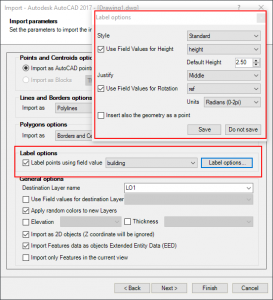 Import - Autodesk AutoCAD 2017 - [Drawing1.dwg]
Import parameters
Set the parameters to import the
Label options
Style Standard
Use Field Values for Height height
Default Height 2.50
Justify Middle
Use Field Values for Rotation ref
Units Radians (0-2pi)
Insert also the geometry as a point
Save Do not save
Points and Centroids options
Import as AutoCAD points
Import as Blocks
Lines and Borders options
Import as Polylines
Polygons options
Import as Borders and Ce
Label options
Label points using field value building Label options...
General options
Destination Layer name LO1
Use Field values for destination Layer
Apply random colors to new Layers
Elevation Thickness
Import as 2D objects (Z coordinate will be ignored)
Import Features data as objects Extended Entity Data (EED)
Import only Features in the current view
< Back Next > Finish Cancel